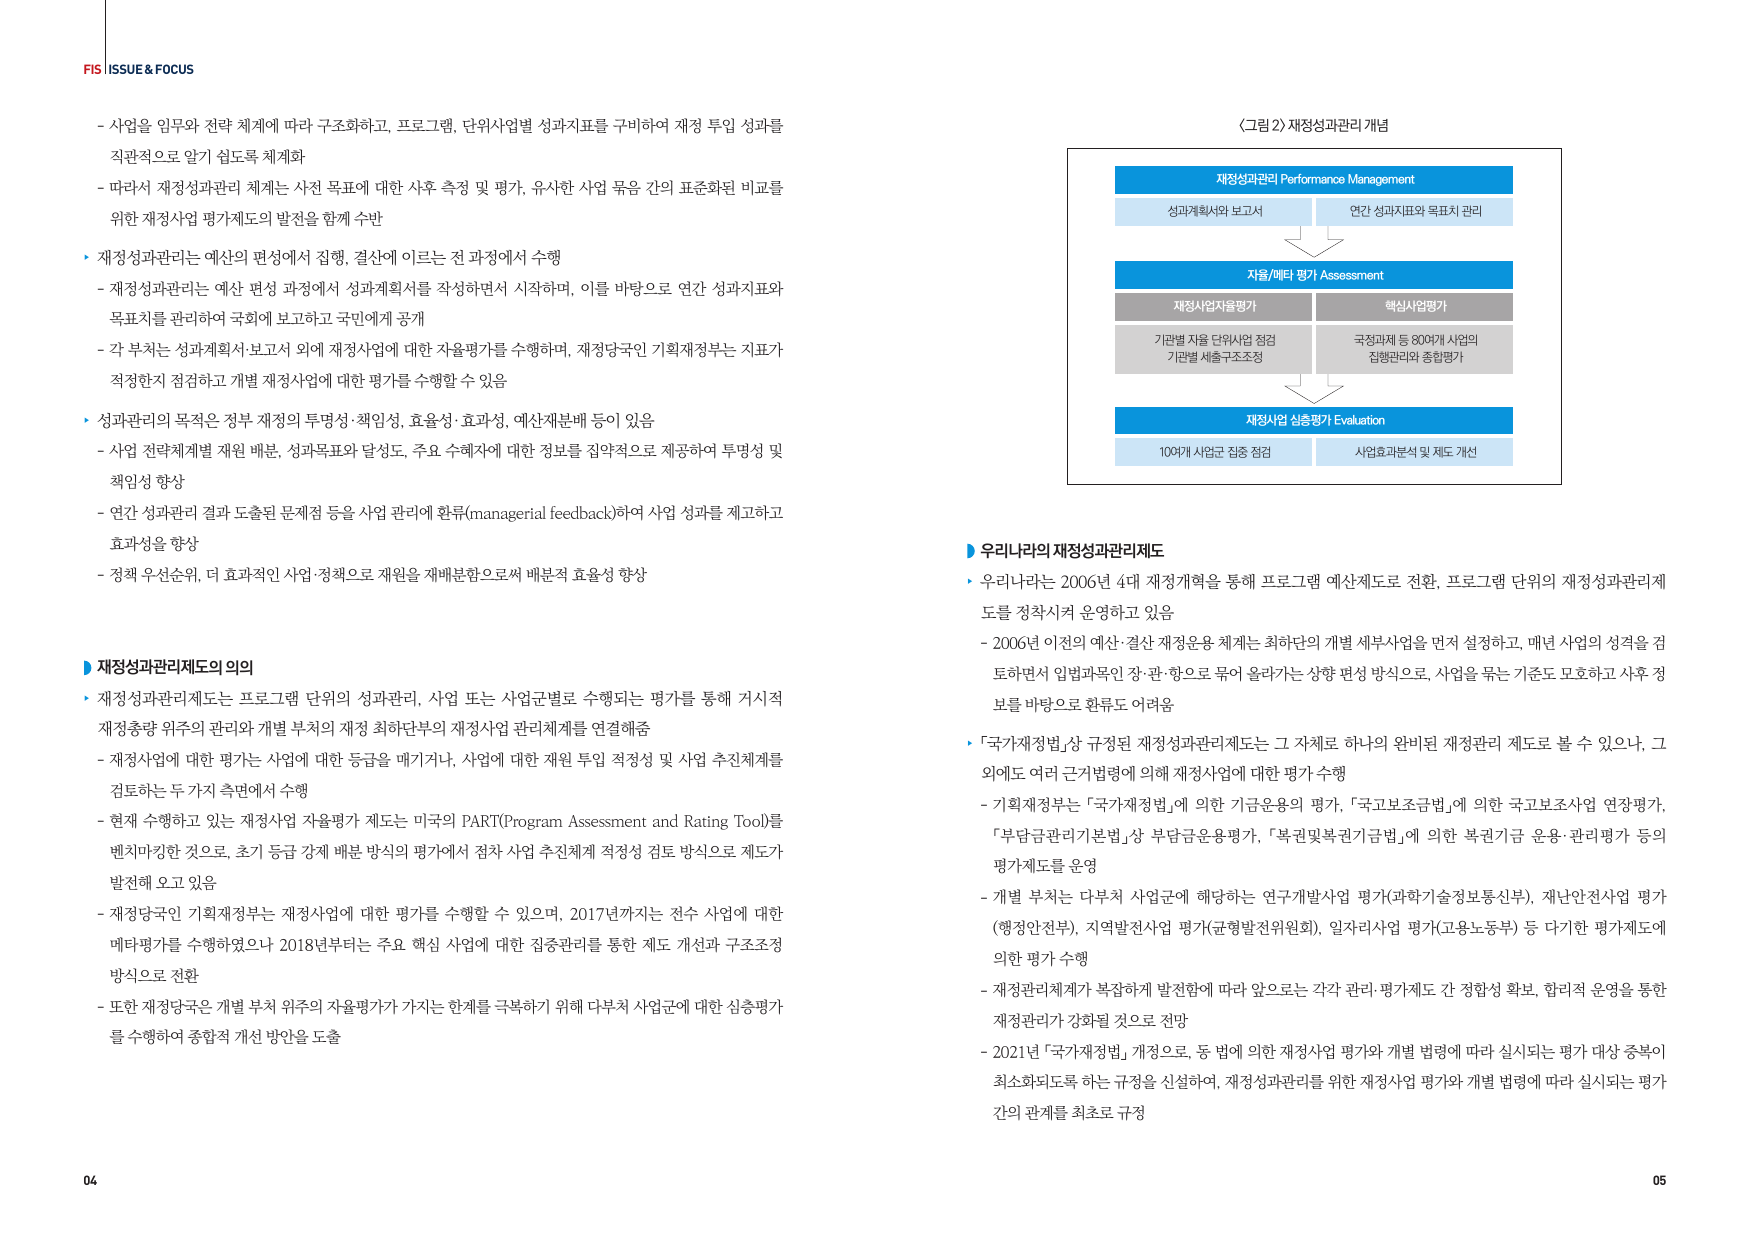 FIS ISSUE & FOCUS
- 사업을 임무와 전략 체계에 따라 구조화하고, 프로그램, 단위사업별 성과지표를 구비하여 재정 투입 성과를
직관적으로 알기 쉽도록 체계화
- 따라서 재정성과관리 체계는 사전 목표에 대한 사후 측정 및 평가, 유사한 사업 묶음 간의 표준화된 비교를
위한 재정사업 평가제도의 발전을 함께 수반
‣ 재정성과관리는 예산의 편성에서 집행, 결산에 이르는 전 과정에서 수행
- 재정성과관리는 예산 편성 과정에서 성과계획서를 작성하면서 시작하며, 이를 바탕으로 연간 성과지표와
목표치를 관리하여 국회에 보고하고 국민에게 공개
- 각 부처는 성과계획서·보고서 외에 재정사업에 대한 자율평가를 수행하며, 재정당국인 기획재정부는 지표가
적정한지 점검하고 개별 재정사업에 대한 평가를 수행할 수 있음
‣ 성과관리의 목적은 정부 재정의 투명성·책임성, 효율성·효과성, 예산재분배 등이 있음
- 사업 전략체계별 재원 배분, 성과목표와 달성도, 주요 수혜자에 대한 정보를 집약적으로 제공하여 투명성 및
책임성 향상
- 연간 성과관리 결과 도출된 문제점 등을 사업 관리에 환류(managerial feedback)하여 사업 성과를 제고하고
효과성을 향상
- 정책 우선순위, 더 효과적인 사업·정책으로 재원을 재배분함으로써 배분적 효율성 향상
재정성과관리제도의 의의
‣ 재정성과관리제도는 프로그램 단위의 성과관리, 사업 또는 사업군별로 수행되는 평가를 통해 거시적
재정총량 위주의 관리와 개별 부처의 재정 최하단부의 재정사업 관리체계를 연결해줌
- 재정사업에 대한 평가는 사업에 대한 등급을 매기거나, 사업에 대한 재원 투입 적정성 및 사업 추진체계를
검토하는 두 가지 측면에서 수행
- 현재 수행하고 있는 재정사업 자율평가 제도는 미국의 PART(Program Assessment and Rating Tool)를
벤치마킹한 것으로, 초기 등급 강제 배분 방식의 평가에서 점차 사업 추진체계 적정성 검토 방식으로 제도가
발전해 오고 있음
- 재정당국인 기획재정부는 재정사업에 대한 평가를 수행할 수 있으며, 2017년까지는 전수 사업에 대한
메타평가를 수행하였으나 2018년부터는 주요 핵심 사업에 대한 집중관리를 통한 제도 개선과 구조조정
방식으로 전환
- 또한 재정당국은 개별 부처 위주의 자율평가가 가지는 한계를 극복하기 위해 다부처 사업군에 대한 심층평가
를 수행하여 종합적 개선 방안을 도출
04
〈그림 2〉 재정성과관리 개념
재정성과관리 Performance Management
성과계획서와 보고서
연간 성과지표와 목표치 관리
자율/메타 평가 Assessment
재정사업자율평가
핵심사업평가
기관별 자율 단위사업 점검
기관별 세출구조조정
국정과제 등 80여개 사업의
집행관리와 종합평가
재정사업 심층평가 Evaluation
10여개 사업군 집중 점검
사업효과분석 및 제도 개선
우리나라의 재정성과관리제도
‣ 우리나라는 2006년 4대 재정개혁을 통해 프로그램 예산제도로 전환, 프로그램 단위의 재정성과관리제
도를 정착시켜 운영하고 있음
- 2006년 이전의 예산·결산 재정운용 체계는 최하단의 개별 세부사업을 먼저 설정하고, 매년 사업의 성격을 검
토하면서 입법과목인 장·관·항으로 묶어 올라가는 상향 편성 방식으로, 사업을 묶는 기준도 모호하고 사후 정
보를 바탕으로 환류도 어려움
‣ 「국가재정법」상 규정된 재정성과관리제도는 그 자체로 하나의 완비된 재정관리 제도로 볼 수 있으나, 그
외에도 여러 근거법령에 의해 재정사업에 대한 평가 수행
- 기획재정부는 「국가재정법」에 의한 기금운용의 평가, 「국고보조금법」에 의한 국고보조사업 연장평가,
「부담금관리기본법」상 부담금운용평가, 「복권및복권기금법」에 의한 복권기금 운용·관리평가 등의
평가제도를 운영
- 개별 부처는 다부처 사업군에 해당하는 연구개발사업 평가(과학기술정보통신부), 재난안전사업 평가
(행정안전부), 지역발전사업 평가(균형발전위원회), 일자리사업 평가(고용노동부) 등 다기한 평가제도에
의한 평가 수행
- 재정관리체계가 복잡하게 발전함에 따라 앞으로는 각각 관리·평가제도 간 정합성 확보, 합리적 운영을 통한
재정관리가 강화될 것으로 전망
- 2021년 「국가재정법」 개정으로, 동 법에 의한 재정사업 평가와 개별 법령에 따라 실시되는 평가 대상 중복이
최소화되도록 하는 규정을 신설하여, 재정성과관리를 위한 재정사업 평가와 개별 법령에 따라 실시되는 평가
간의 관계를 최초로 규정
05